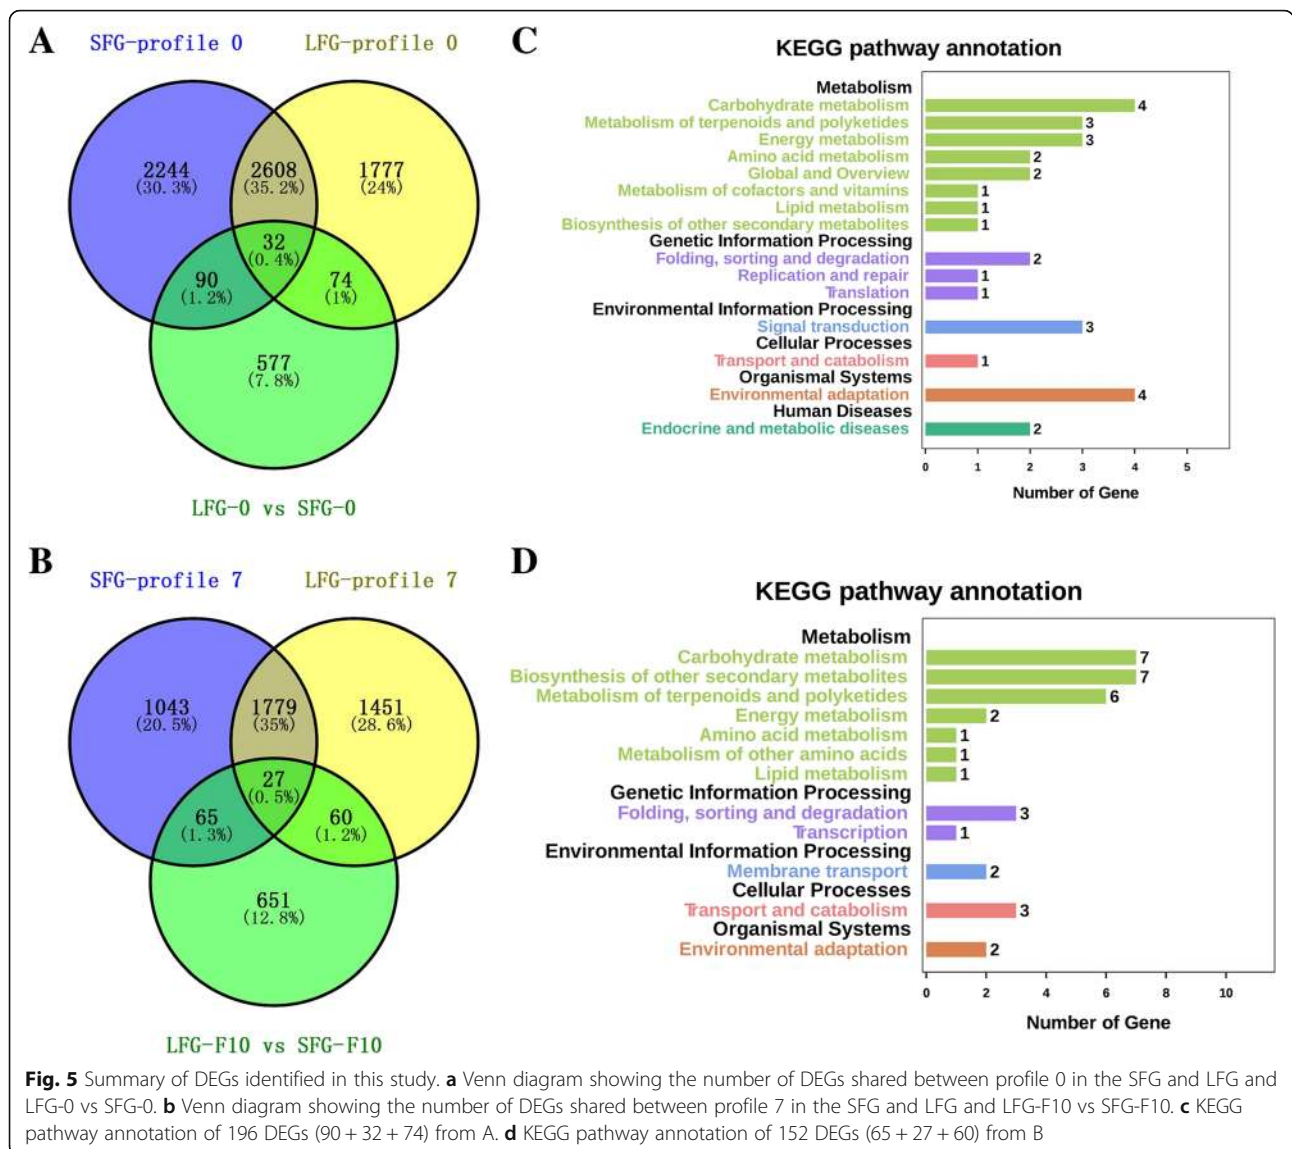 A
SFG-profile 0
LFG-profile 0
2244
(30.3%)
2608
(35.2%)
1777
(24%)
32
(0.4%)
90
(1.2%)
74
(1%)
577
(7.8%)
LFG-0 vs SFG-0
C
KEGG pathway annotation
Metabolism
Carbohydrate metabolism 4
Metabolism of terpenoids and polyketides 3
Energy metabolism 3
Amino acid metabolism 2
Global and Overview 2
Metabolism of cofactors and vitamins 1
Lipid metabolism 1
Biosynthesis of other secondary metabolites 1
Genetic Information Processing
Folding, sorting and degradation 2
Replication and repair 1
Translation 1
Environmental Information Processing
Signal transduction 3
Cellular Processes
Transport and catabolism 1
Organismal Systems
Environmental adaptation 4
Human Diseases
Endocrine and metabolic diseases 2
0 1 2 3 4 5
Number of Gene
B
SFG-profile 7
LFG-profile 7
1043
(20.5%)
1779
(35%)
1451
(28.6%)
27
(0.5%)
65
(1.3%)
60
(1.2%)
651
(12.8%)
LFG-F10 vs SFG-F10
D
KEGG pathway annotation
Metabolism
Carbohydrate metabolism 7
Biosynthesis of other secondary metabolites 7
Metabolism of terpenoids and polyketides 6
Energy metabolism 2
Amino acid metabolism 1
Metabolism of other amino acids 1
Lipid metabolism 1
Genetic Information Processing
Folding, sorting and degradation 3
Transcription 1
Environmental Information Processing
Membrane transport 2
Cellular Processes
Transport and catabolism 3
Organismal Systems
Environmental adaptation 2
0 2 4 6 8 10
Number of Gene
Fig. 5 Summary of DEGs identified in this study. a Venn diagram showing the number of DEGs shared between profile 0 in the SFG and LFG and
LFG-0 vs SFG-0. b Venn diagram showing the number of DEGs shared between profile 7 in the SFG and LFG and LFG-F10 vs SFG-F10. c KEGG
pathway annotation of 196 DEGs (90 + 32 + 74) from A. d KEGG pathway annotation of 152 DEGs (65 + 27 + 60) from B